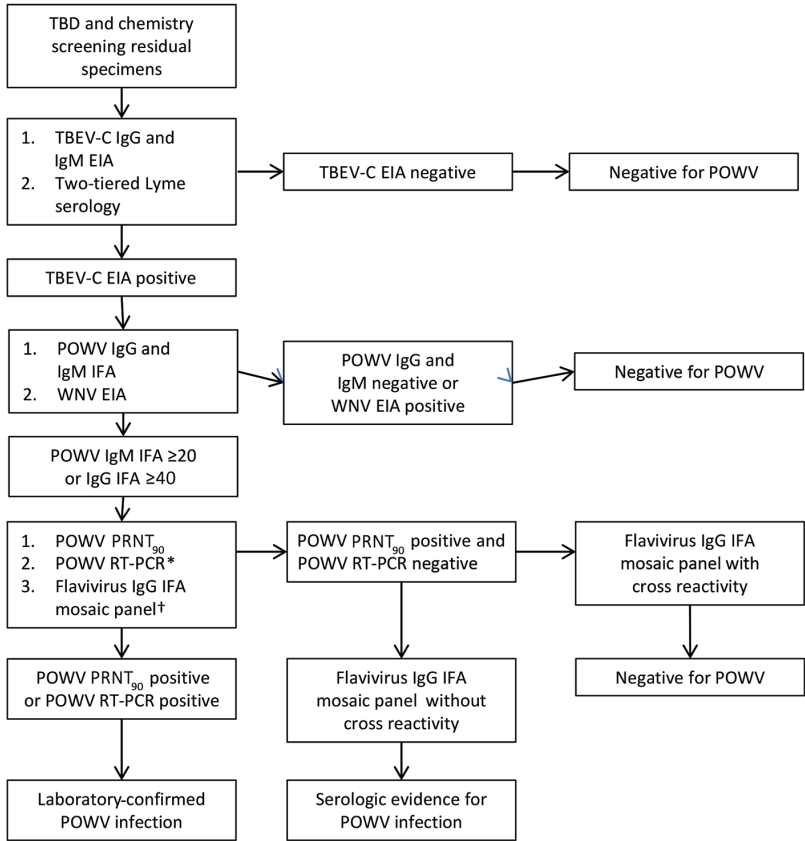 TBD and chemistry
screening residual
specimens
1. TBEV-C IgG and
IgM EIA
2. Two-tiered Lyme
serology
TBEV-C EIA negative
Negative for POWV
TBEV-C EIA positive
1. POWV IgG and
IgM IFA
2. WNV EIA
POWV IgG and
IgM negative or
WNV EIA positive
Negative for POWV
POWV IgM IFA ≥20
or IgG IFA ≥40
1. POWV PRNT90
2. POWV RT-PCR*
3. Flavivirus IgG IFA
mosaic panel†
POWV PRNT90 positive and
POWV RT-PCR negative
Flavivirus IgG IFA
mosaic panel with
cross reactivity
POWV PRNT90 positive
or POWV RT-PCR positive
Flavivirus IgG IFA
mosaic panel without
cross reactivity
Negative for POWV
Laboratory-confirmed
POWV infection
Serologic evidence for
POWV infection